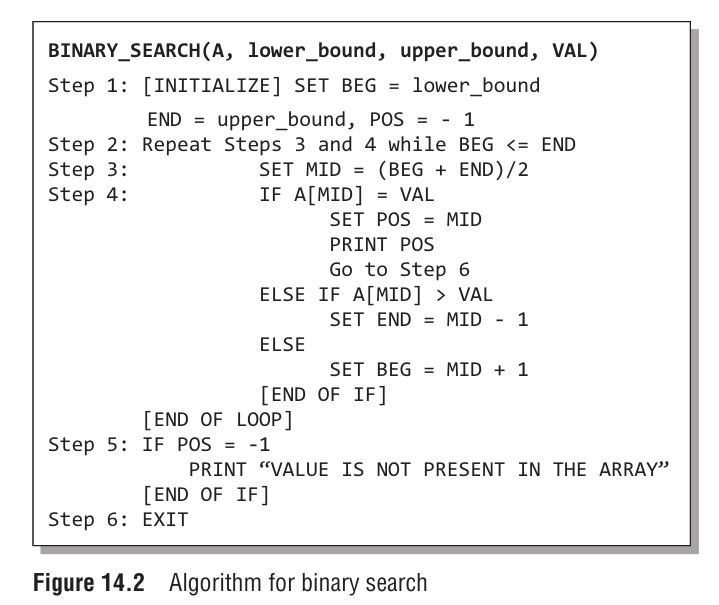 BINARY_SEARCH(A, lower_bound, upper_bound, VAL)
Step 1: [INITIALIZE] SET BEG = lower_bound
END = upper_bound, POS = - 1
Step 2: Repeat Steps 3 and 4 while BEG <= END
Step 3: SET MID = (BEG + END)/2
Step 4: IF A[MID] = VAL
SET POS = MID
PRINT POS
Go to Step 6
ELSE IF A[MID] > VAL
SET END = MID - 1
ELSE
SET BEG = MID + 1
[END OF IF]
[END OF LOOP]
Step 5: IF POS = -1
PRINT “VALUE IS NOT PRESENT IN THE ARRAY”
[END OF IF]
Step 6: EXIT
Figure 14.2 Algorithm for binary search